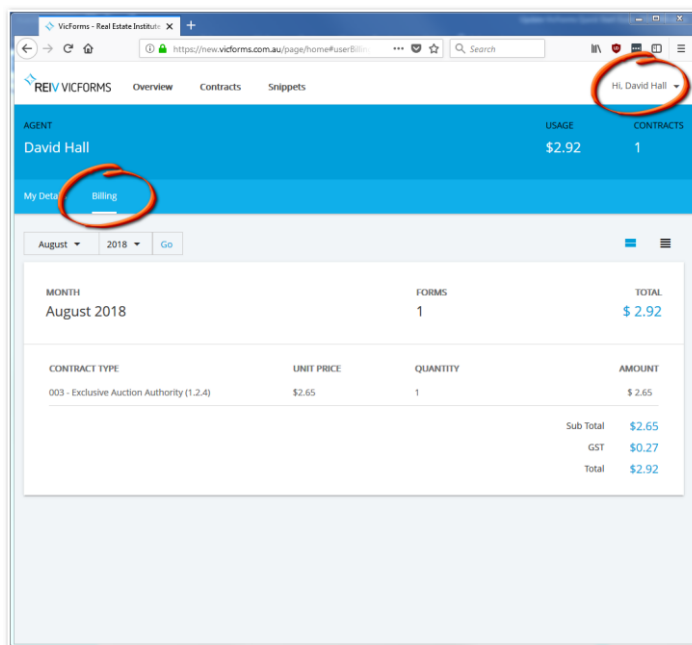 VicForms - Real Estate Institute
https://new.vicforms.com.au/page/home#userBillin
Search
REIV VICFORMS Overview Contracts Snippets Hi, David Hall
AGENT USAGE CONTRACTS
David Hall $2.92 1
My Deta Billing
August 2018 Go
MONTH FORMS TOTAL
August 2018 1 $ 2.92
CONTRACT TYPE UNIT PRICE QUANTITY AMOUNT
003 - Exclusive Auction Authority (1.2.4) $2.65 1 $ 2.65
Sub Total $2.65
GST $0.27
Total $2.92